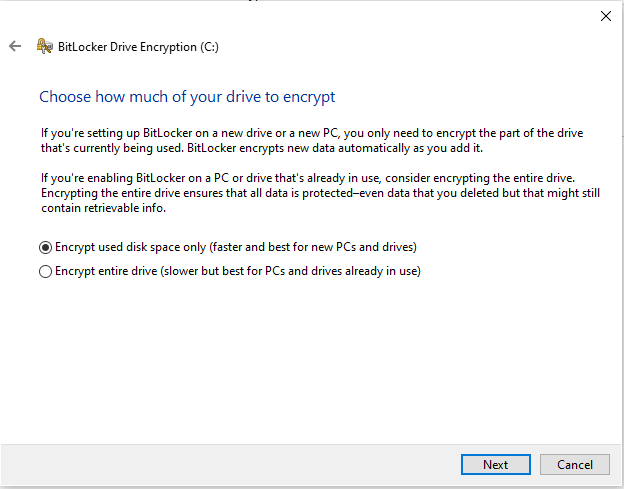 BitLocker Drive Encryption (C:)
Choose how much of your drive to encrypt
If you're setting up BitLocker on a new drive or a new PC, you only need to encrypt the part of the drive
that's currently being used. BitLocker encrypts new data automatically as you add it.
If you're enabling BitLocker on a PC or drive that's already in use, consider encrypting the entire drive.
Encrypting the entire drive ensures that all data is protected–even data that you deleted but that might still
contain retrievable info.
Encrypt used disk space only (faster and best for new PCs and drives)
Encrypt entire drive (slower but best for PCs and drives already in use)
Next
Cancel